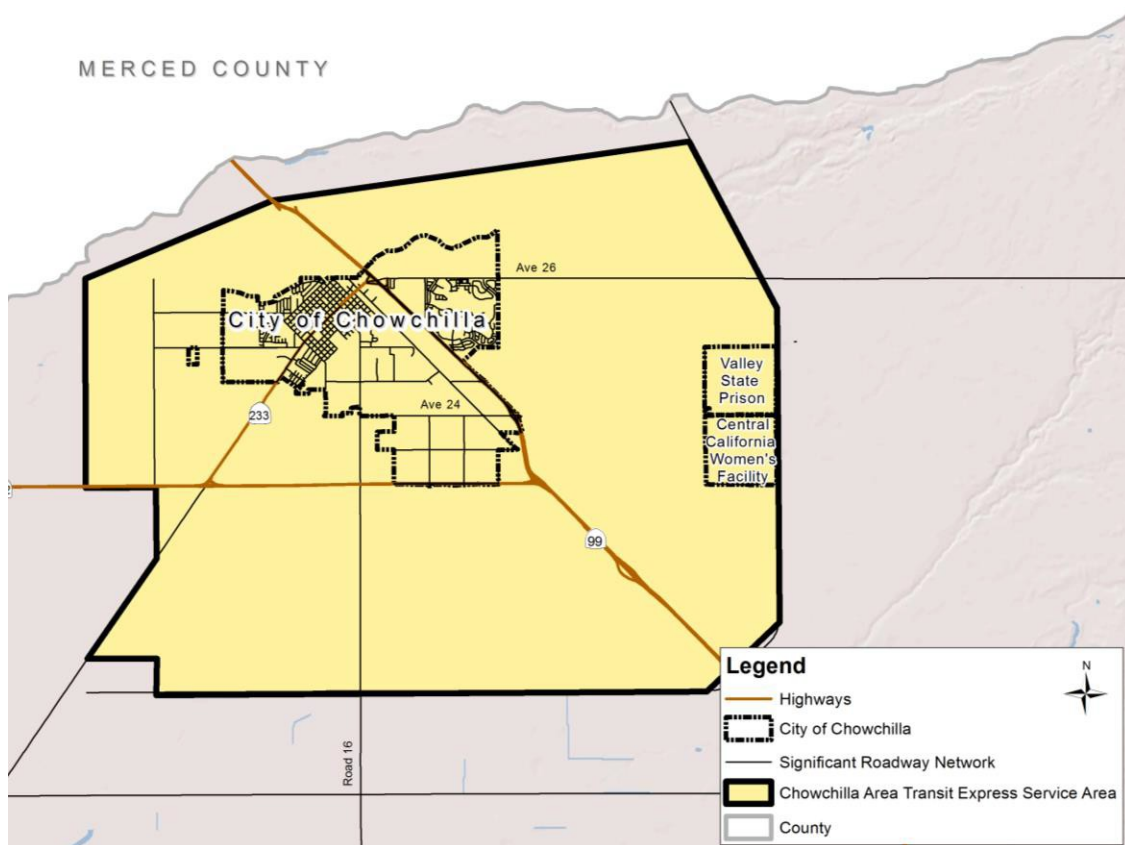 MERCED COUNTY
Ave 26
City of Chowchilla
Valley
State
Prison
Ave 24
233
Central
California
Women's
Facility
99
Road 16
Legend
N
Highways
City of Chowchilla
Significant Roadway Network
Chowchilla Area Transit Express Service Area
County